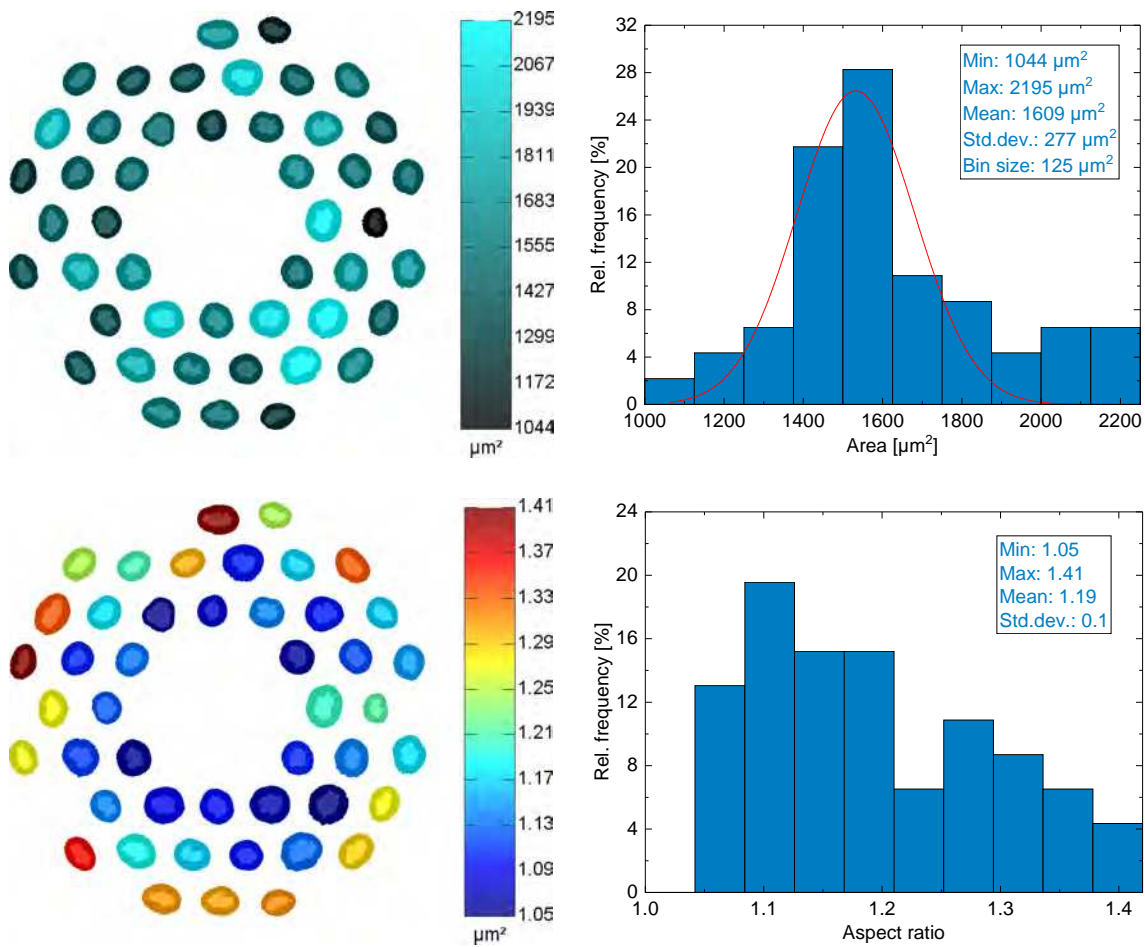 2195
2067
1939
1811
1683
1555
1427
1299
1172
1044
µm²
32
28
24
20
16
12
8
4
0
Rel. frequency [%]
Min: 1044 µm²
Max: 2195 µm²
Mean: 1609 µm²
Std.dev.: 277 µm²
Bin size: 125 µm²
1000 1200 1400 1600 1800 2000 2200
Area [µm²]
1.41
1.37
1.33
1.29
1.25
1.21
1.17
1.13
1.09
1.05
µm²
24
20
16
12
8
4
0
Rel. frequency [%]
Min: 1.05
Max: 1.41
Mean: 1.19
Std.dev.: 0.1
1.0 1.1 1.2 1.3 1.4
Aspect ratio